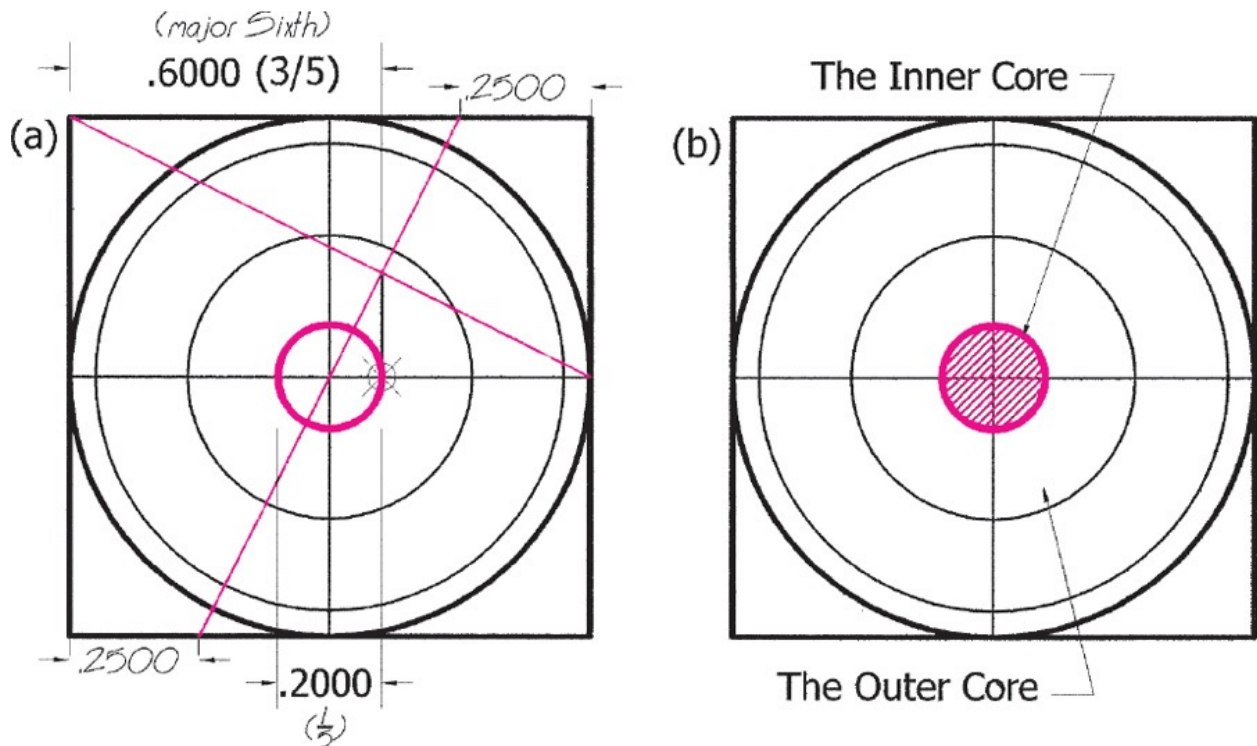 (major Sixth)
.6000 (3/5)
.2500
(a)
.2500
.2000
(1/5)
The Inner Core
(b)
The Outer Core